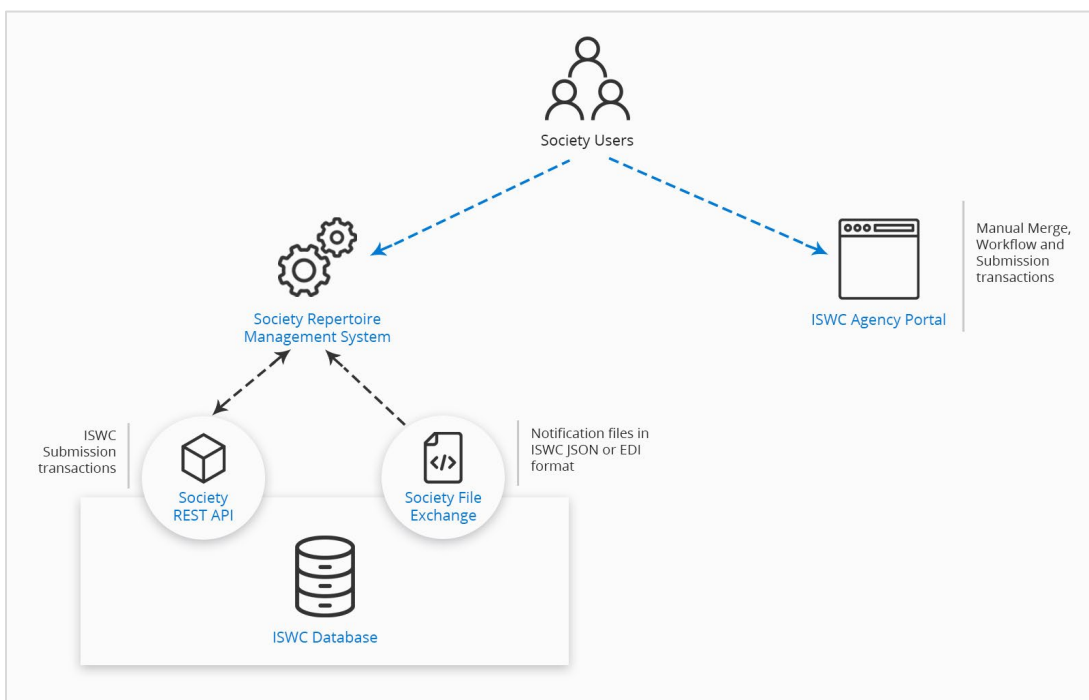 Society Users
Manual Merge,
Workflow and
Submission
transactions
Society Repertoire
Management System
ISWC Agency Portal
ISWC
Submission
transactions
Notification files in
ISWC JSON or EDI
format
</>
Society
REST API
Society File
Exchange
ISWC Database